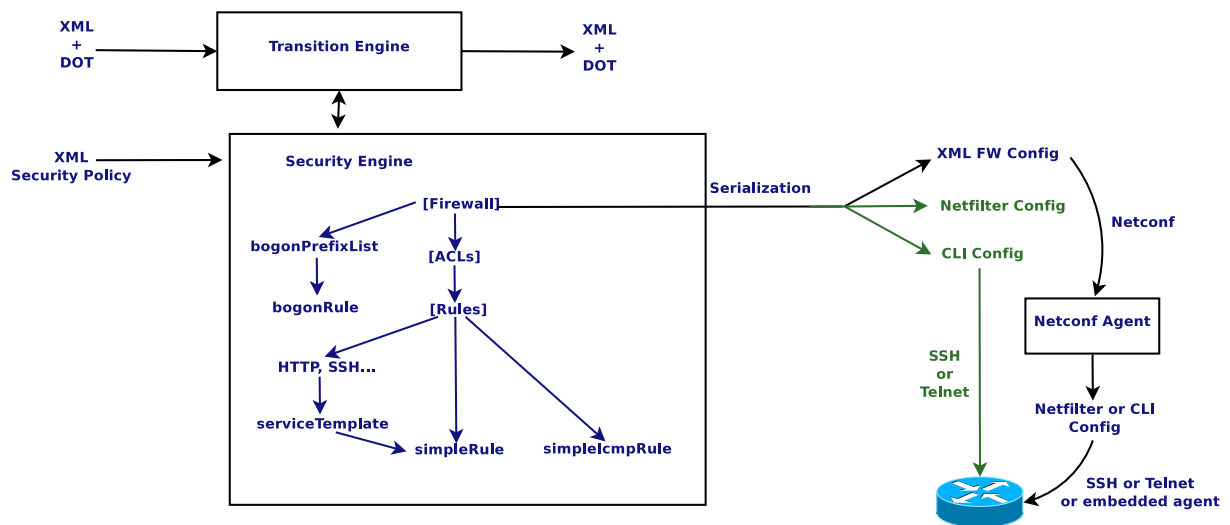 XML
+
DOT
Transition Engine
XML
+
DOT
XML
Security Policy
Security Engine
[Firewall]
bogonPrefixList
[ACLs]
bogonRule
[Rules]
HTTP, SSH...
serviceTemplate
simpleRule
simpleIcmpRule
Serialization
XML FW Config
Netfilter Config
CLI Config
Netconf
Netconf Agent
SSH
or
Telnet
Netfilter or CLI
Config
SSH or Telnet
or embedded agent